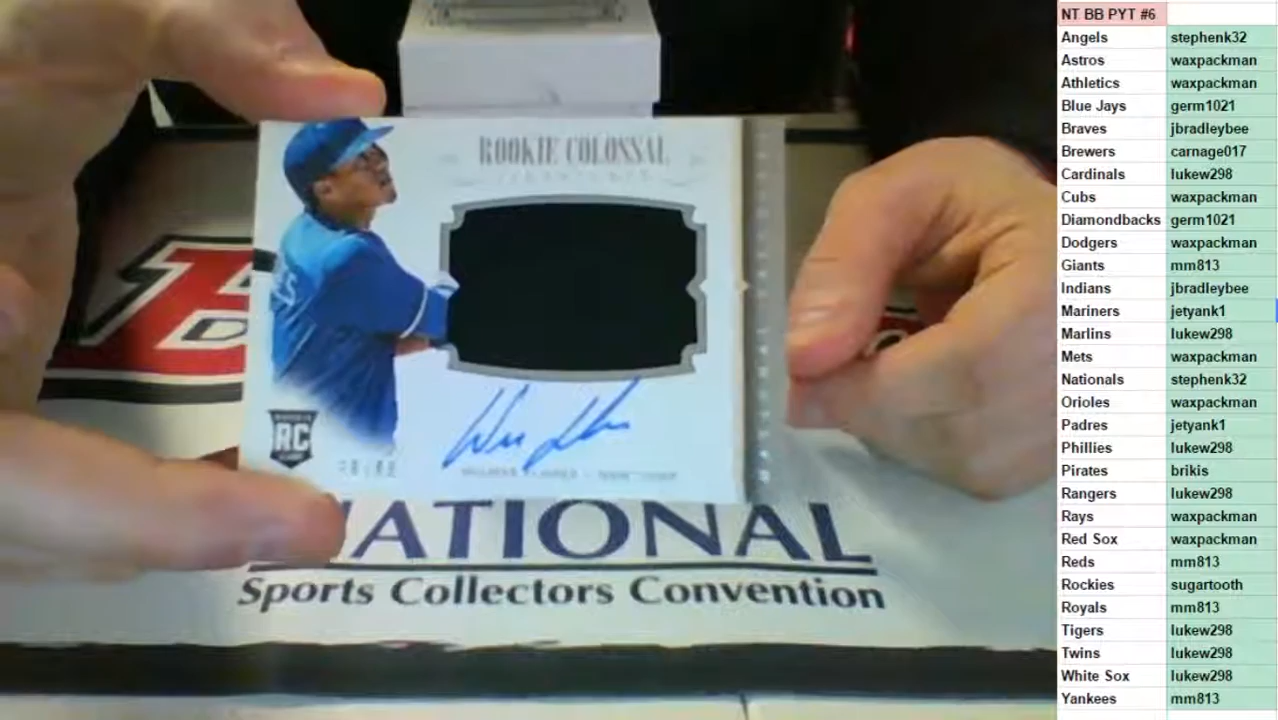 NT BB PYT #6
Angels stephenk32
Astros waxpackman
Athletics waxpackman
Blue Jays germ1021
Braves jbradleybee
Brewers carnage017
Cardinals lukew298
Cubs waxpackman
Diamondbacks germ1021
Dodgers waxpackman
Giants mm813
Indians jbradleybee
Mariners jetyank1
Marlins lukew298
Mets waxpackman
Nationals stephenk32
Orioles waxpackman
Padres jetyank1
Phillies lukew298
Pirates brikis
Rangers lukew298
Rays waxpackman
Red Sox waxpackman
Reds mm813
Rockies sugartooth
Royals mm813
Tigers lukew298
Twins lukew298
White Sox lukew298
Yankees mm813
ROOKIE COLOSSAL
RC
NATIONAL
Sports Collectors Convention